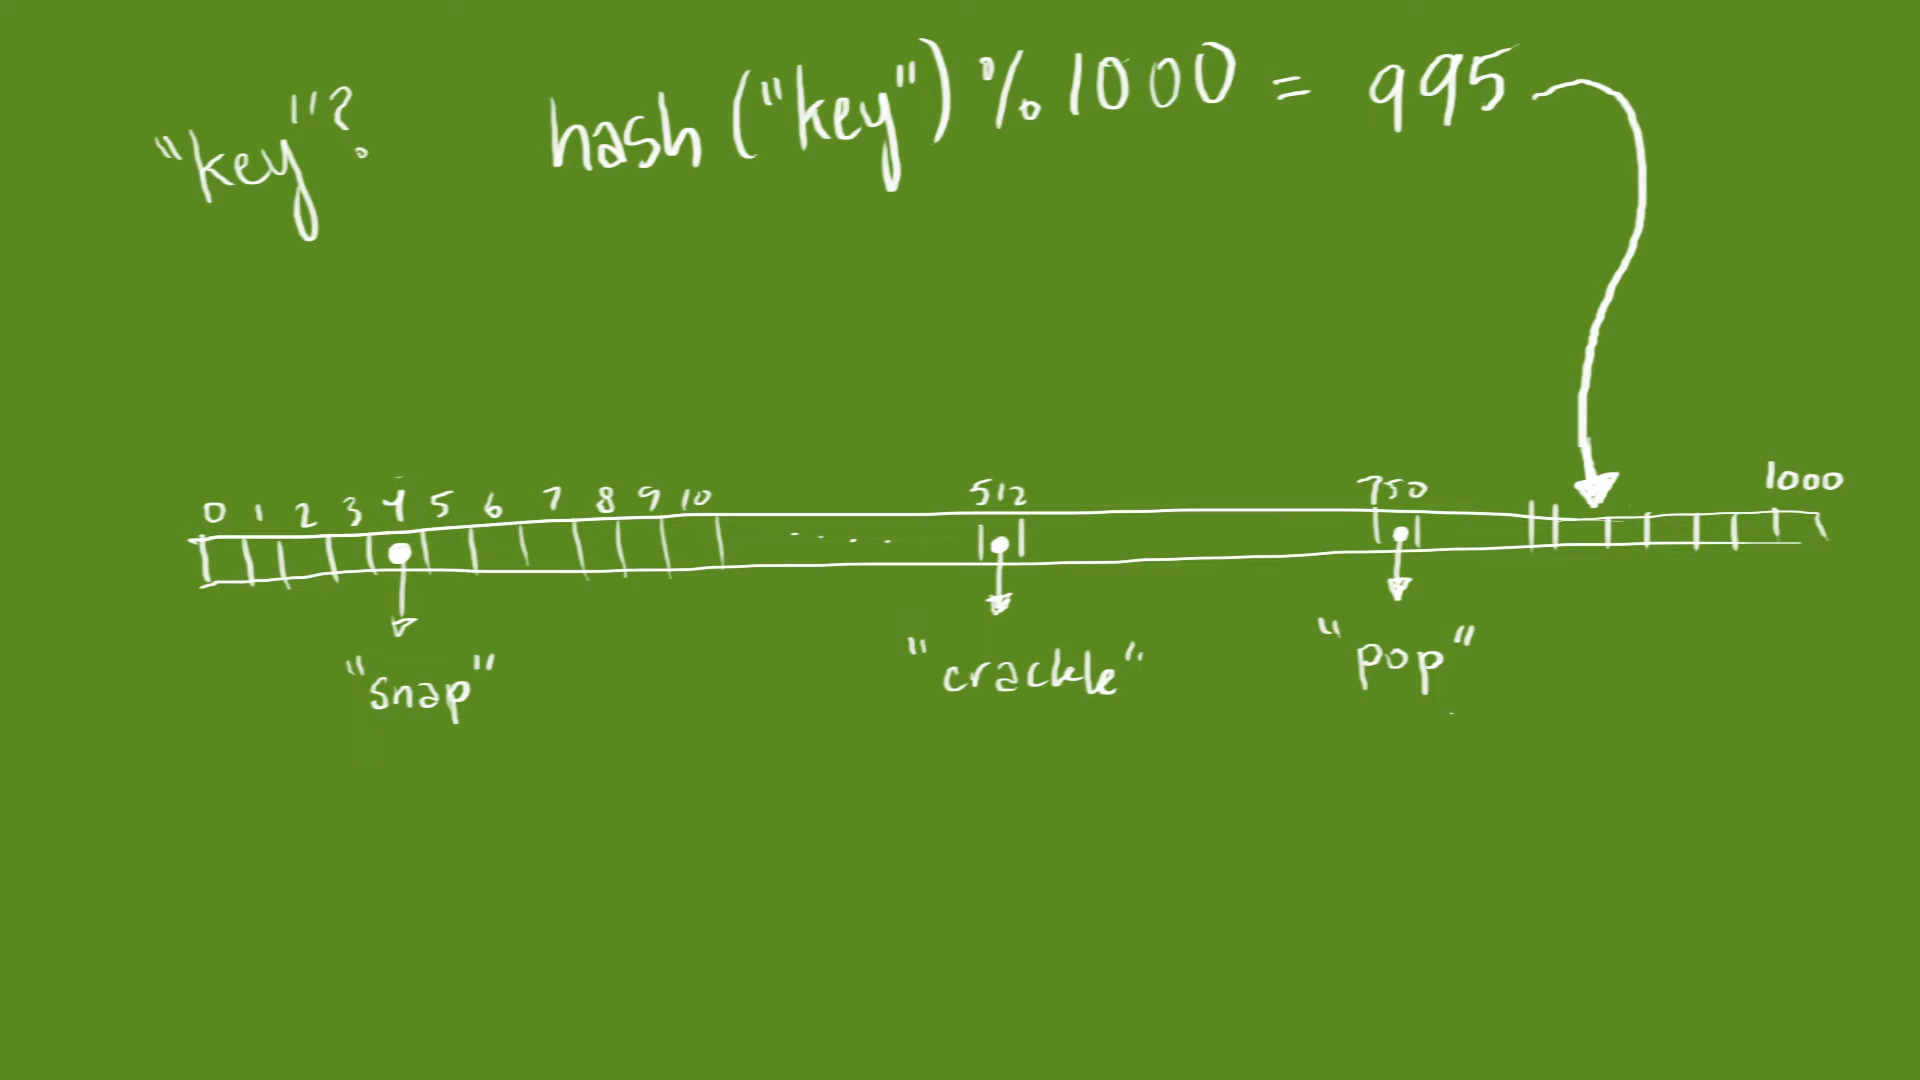 "key"? hash("key") % 1000 = 995
0 1 2 3 4 5 6 7 8 9 10 512 750 1000
"snap" "crackle" "pop"